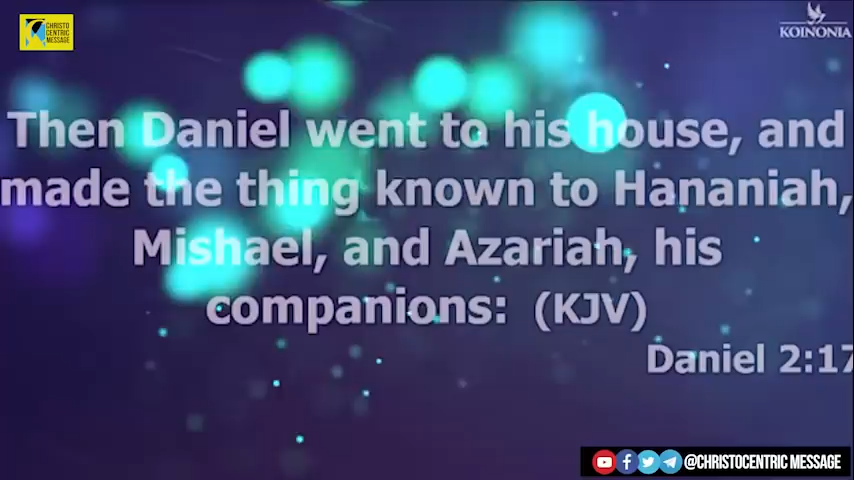 CHRISTO
CENTRIC
MESSAGE
KOINONIA
Then Daniel went to his house, and
made the thing known to Hananiah,
Mishael, and Azariah, his
companions: (KJV)
Daniel 2:17
@CHRISTOCENTRIC MESSAGE